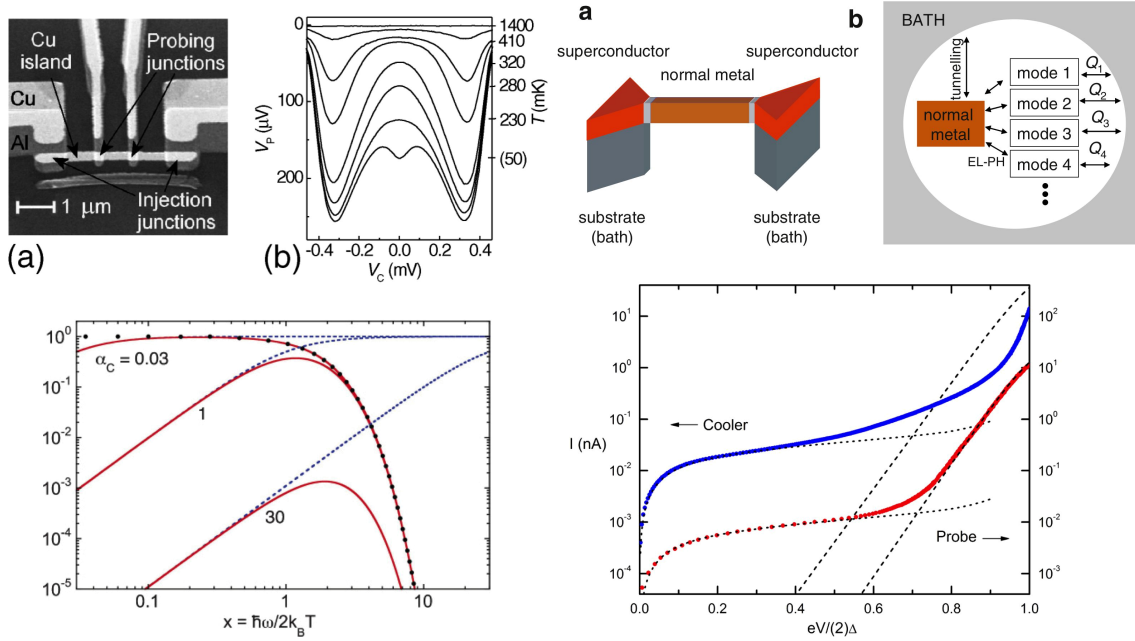 Cu
island
Probing
junctions
Cu
Al
Injection
junctions
1 μm
(a)
0
100
200
V_P (μV)
1400
410
320
280
230
(50)
T (mK)
-0.4 -0.2 0.0 0.2 0.4
V_C (mV)
(b)
a
superconductor
superconductor
normal metal
substrate
(bath)
substrate
(bath)
b
BATH
tunnelling
normal
metal
EL-PH
mode 1
mode 2
mode 3
mode 4
Q_1
Q_2
Q_3
Q_4
10^0
10^-1
10^-2
10^-3
10^-4
10^-5
α_C = 0.03
1
30
0.1 1 10
x = ħω/2k_BT
10^1
10^0
10^-1
10^-2
10^-3
10^-4
I (nA)
Cooler
Probe
10^2
10^1
10^0
10^-1
10^-2
10^-3
0.0 0.2 0.4 0.6 0.8 1.0
eV/(2)Δ